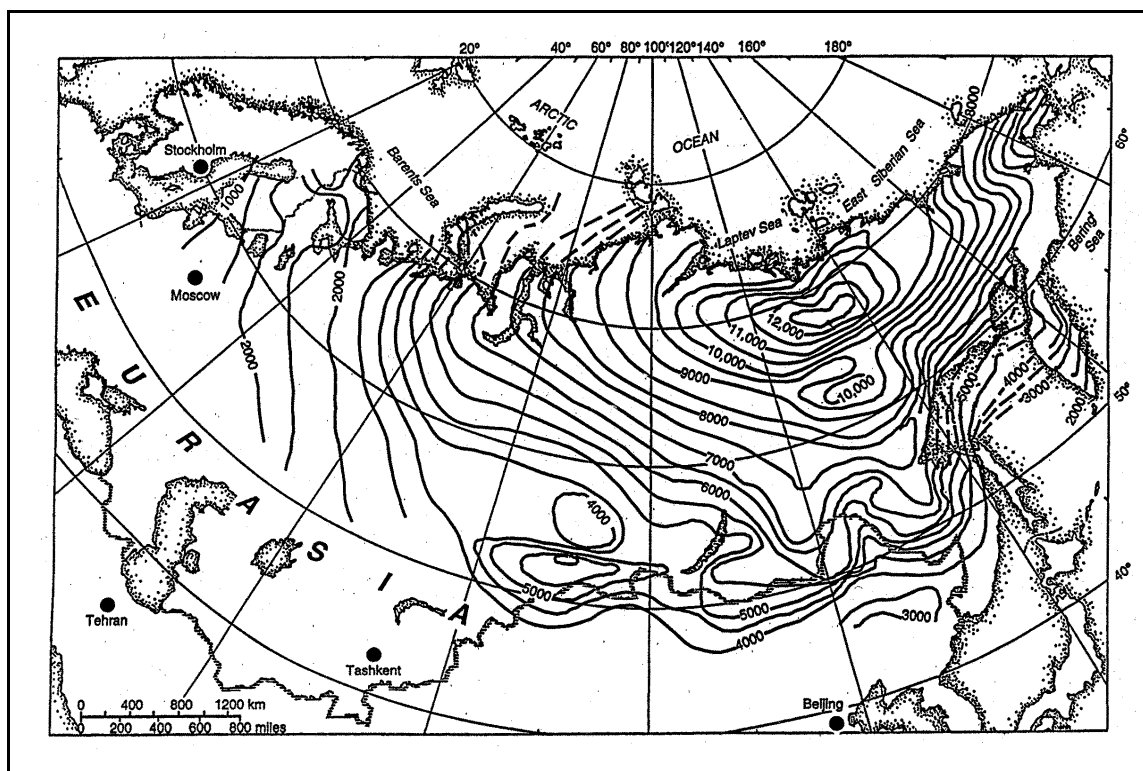 20° 40° 60° 80° 100° 120° 140° 160° 180°
ARCTIC
OCEAN
8000
60°
Stockholm
Barents Sea
East Siberian Sea
1000
Laptev Sea
Bering Sea
Moscow
2000
2000
12,000
11,000
10,000
9000
10,000
5000
4000
3000
2000
50°
8000
7000
6000
4000
40°
5000
5000
4000
3000
EURASIA
Tehran
Tashkent
Beijing
0 400 800 1200 km
0 200 400 600 800 miles